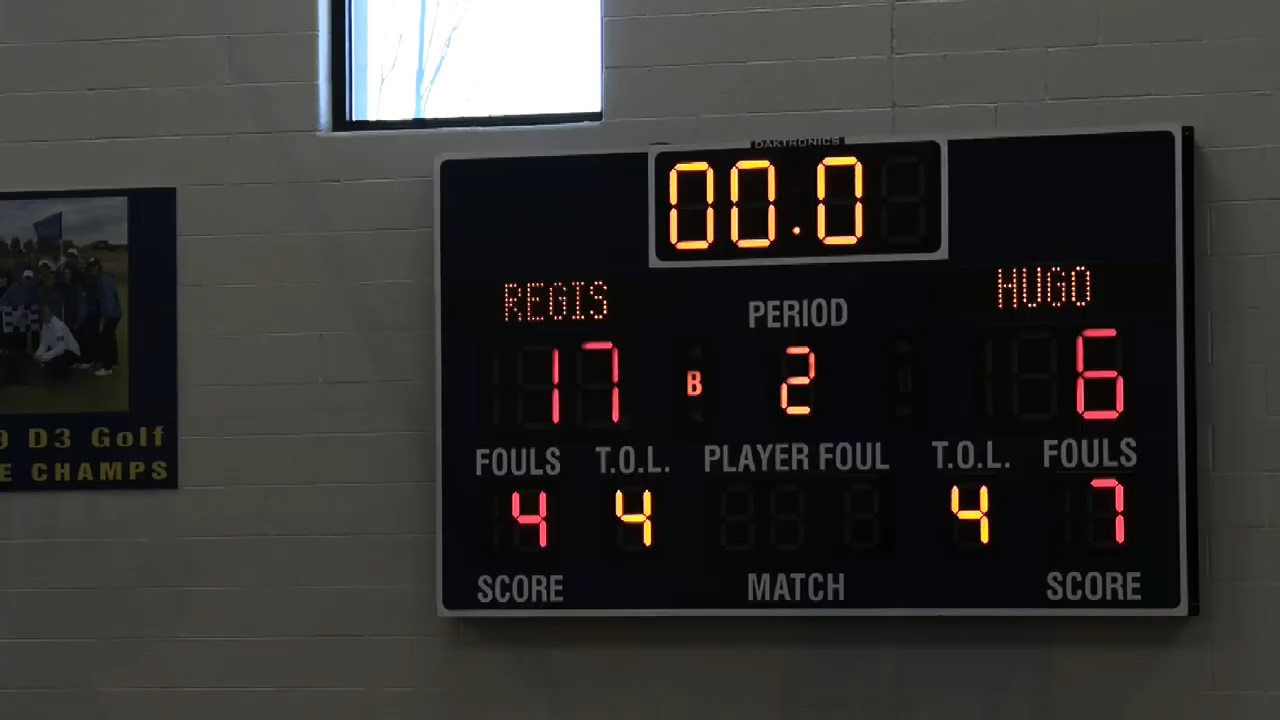 DAKTRONICS
00.0
REGIS
HUGO
PERIOD
17 B 2 6
FOULS T.O.L. PLAYER FOUL T.O.L. FOULS
4 4 4 7
SCORE MATCH SCORE
9 D3 Golf
CHAMPS